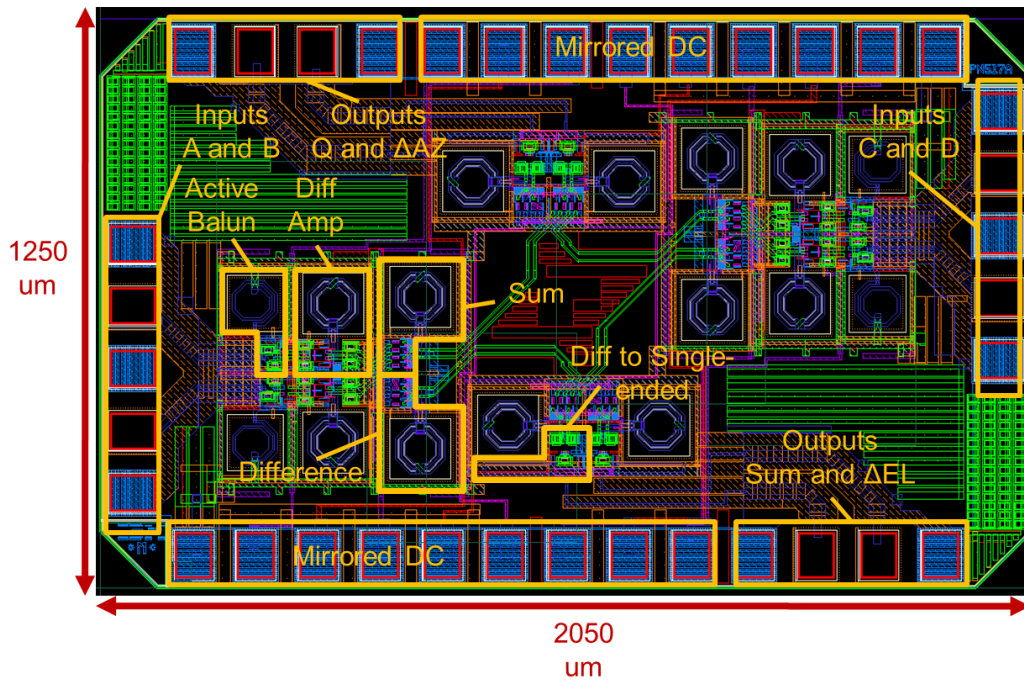 Mirrored DC
PN517A
Inputs
A and B
Outputs
Q and ΔAZ
Inputs
C and D
Active
Balun
Diff
Amp
1250
um
Sum
Diff to Single-
ended
Difference
Outputs
Sum and ΔEL
Mirrored DC
2050
um